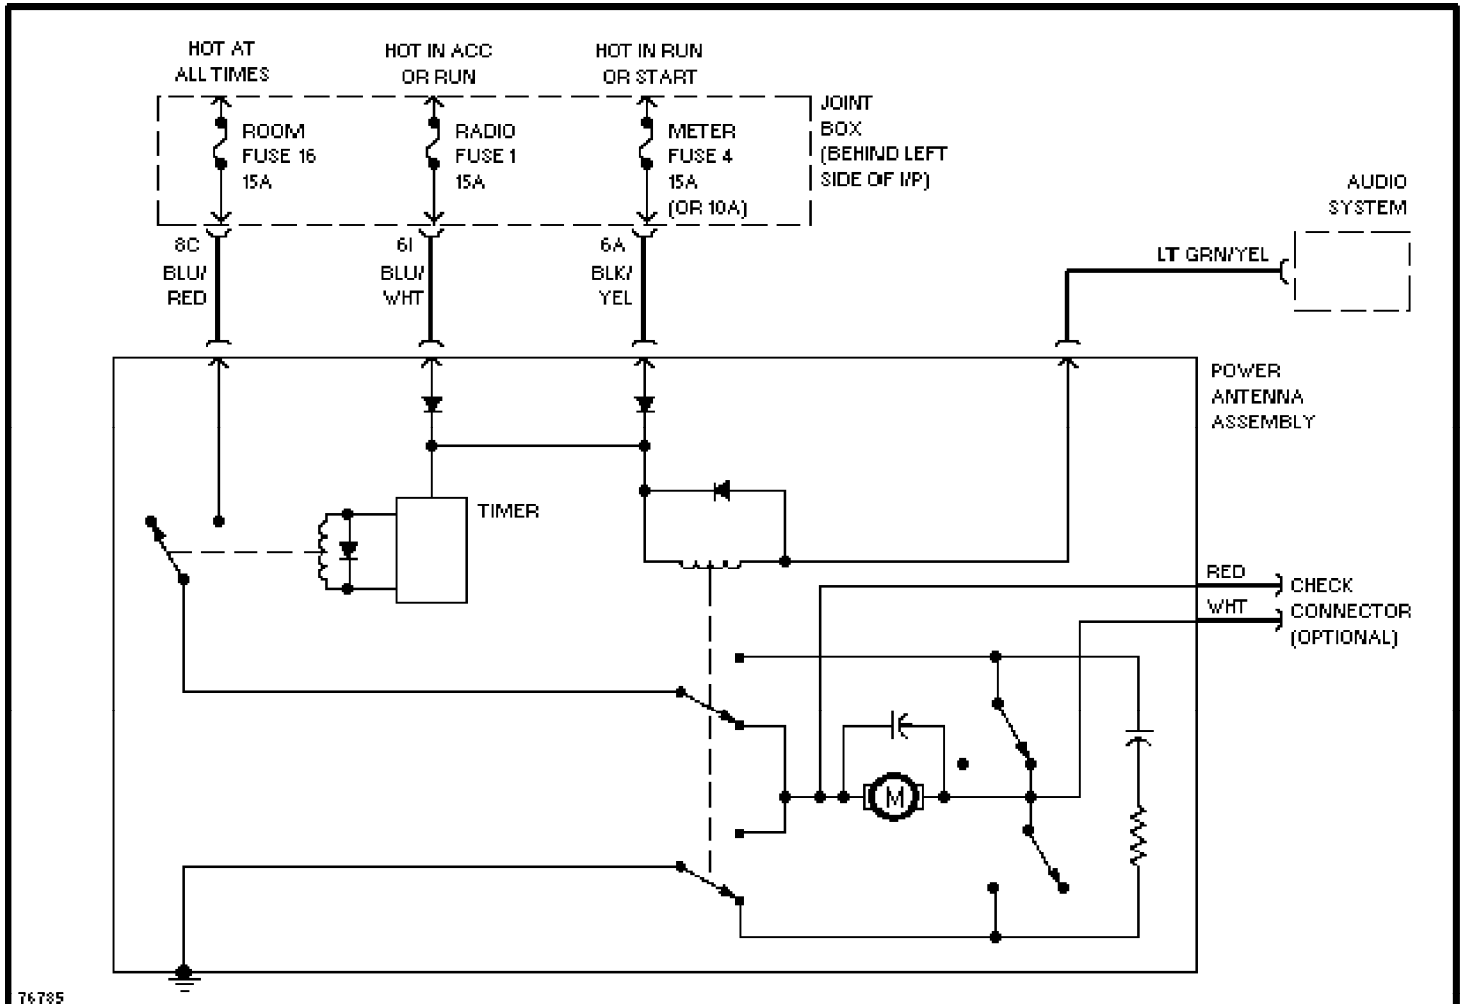 HOT AT
ALL TIMES
HOT IN ACC
OR RUN
HOT IN RUN
OR START
JOINT
BOX
(BEHIND LEFT
SIDE OF I/P)
ROOM
FUSE 16
15A
RADIO
FUSE 1
15A
METER
FUSE 4
15A
(OR 10A)
AUDIO
SYSTEM
8C
BLU/
RED
6I
BLU/
WHT
6A
BLK/
YEL
LT GRN/YEL
POWER
ANTENNA
ASSEMBLY
TIMER
RED
WHT
CHECK
CONNECTOR
(OPTIONAL)
M
76785